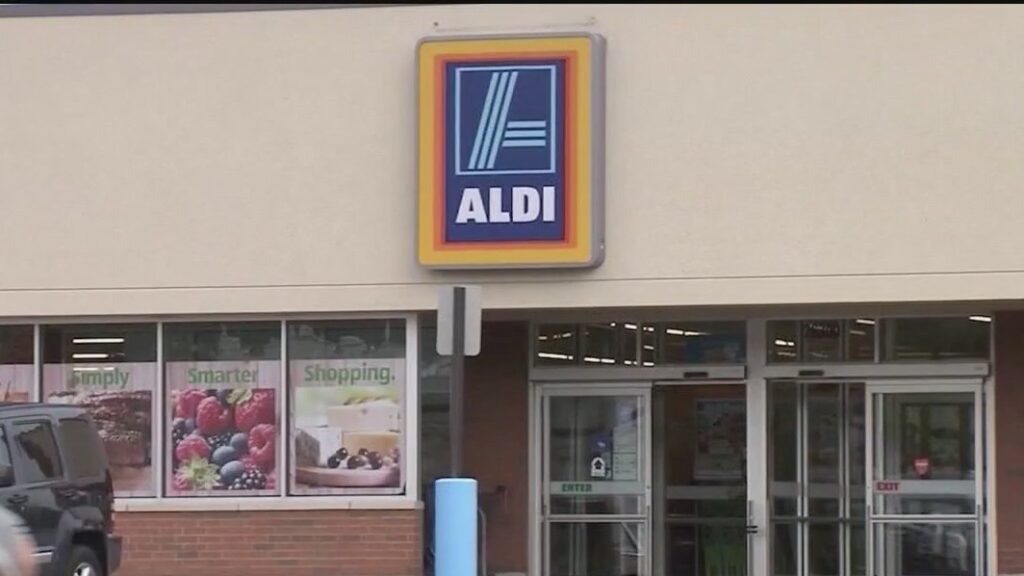 ALDI
Simply
Smarter
Shopping.
ENTER
EXIT